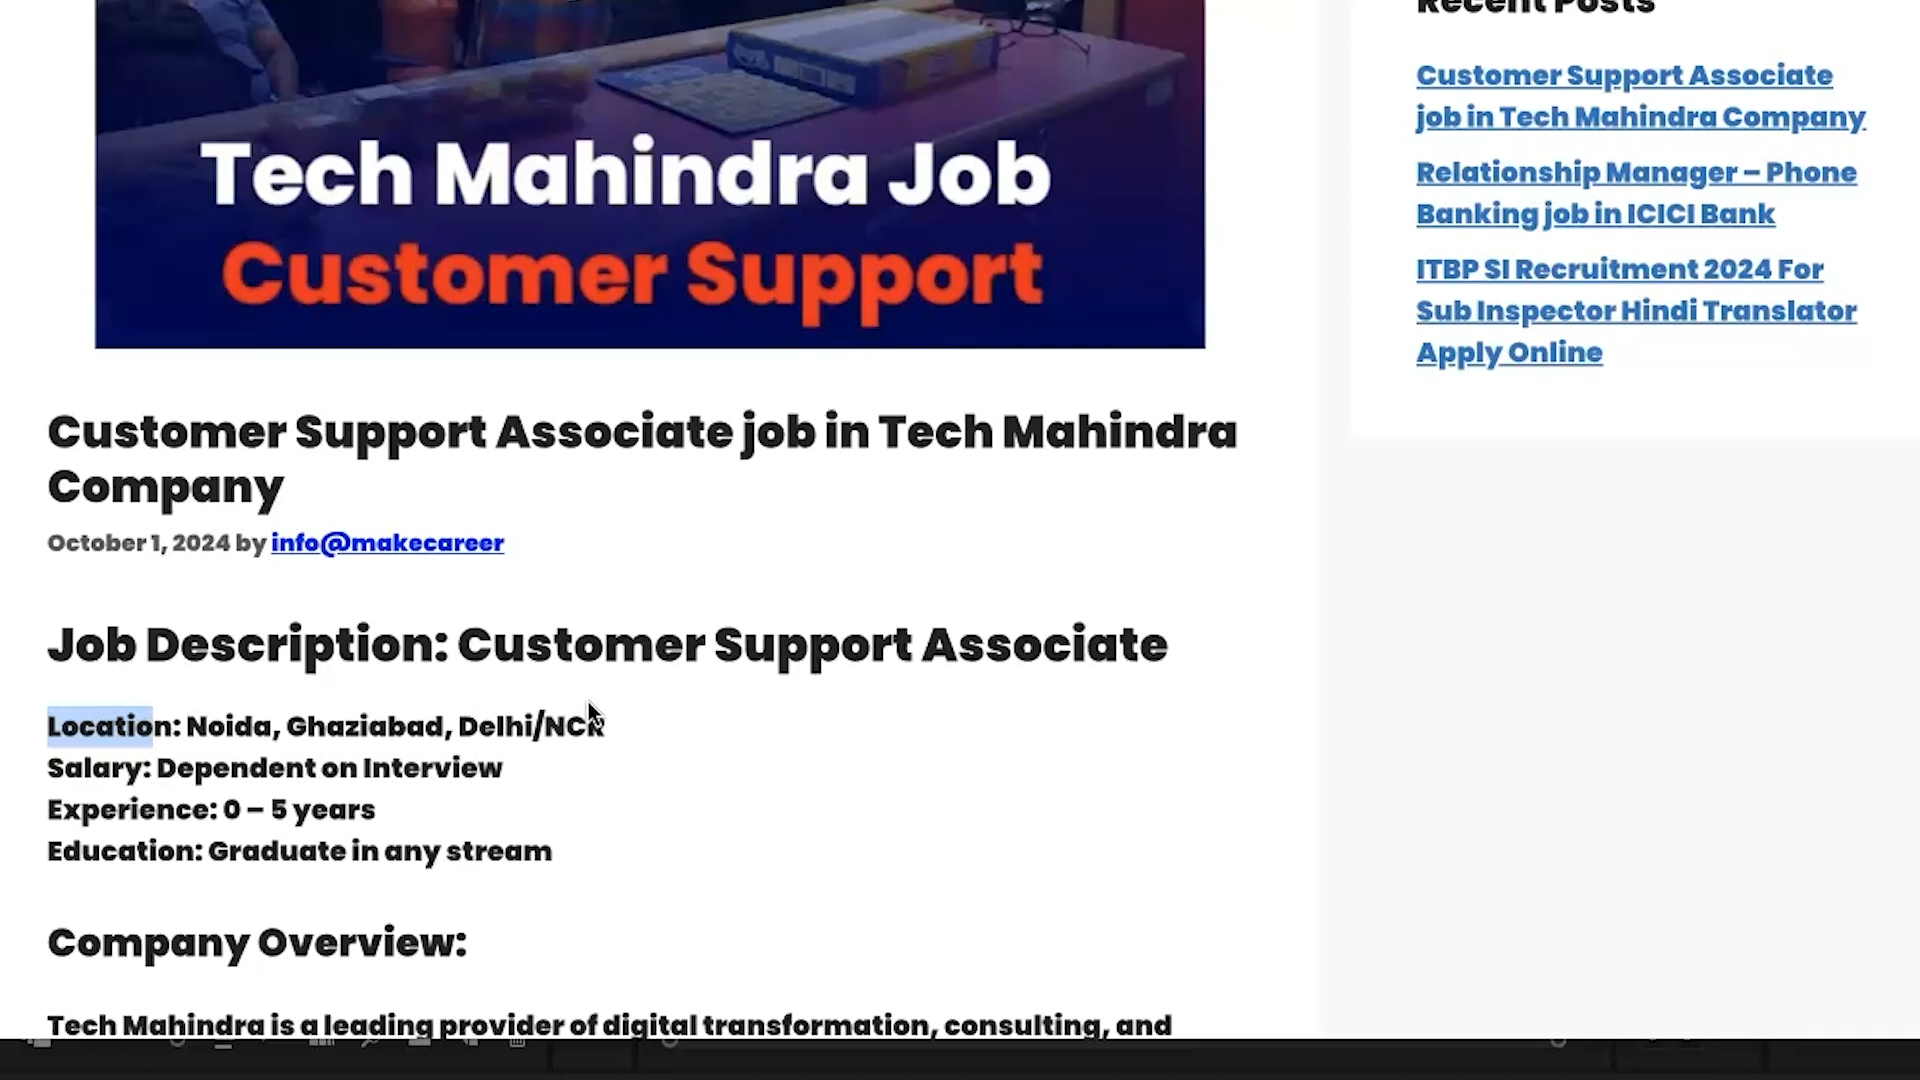 Tech Mahindra Job
Customer Support
Customer Support Associate job in Tech Mahindra
Company
October 1, 2024 by info@makecareer
Job Description: Customer Support Associate
Location: Noida, Ghaziabad, Delhi/NCR
Salary: Dependent on Interview
Experience: 0 – 5 years
Education: Graduate in any stream
Company Overview:
Tech Mahindra is a leading provider of digital transformation, consulting, and
Recent Posts
Customer Support Associate
job in Tech Mahindra Company
Relationship Manager – Phone
Banking job in ICICI Bank
ITBP SI Recruitment 2024 For
Sub Inspector Hindi Translator
Apply Online